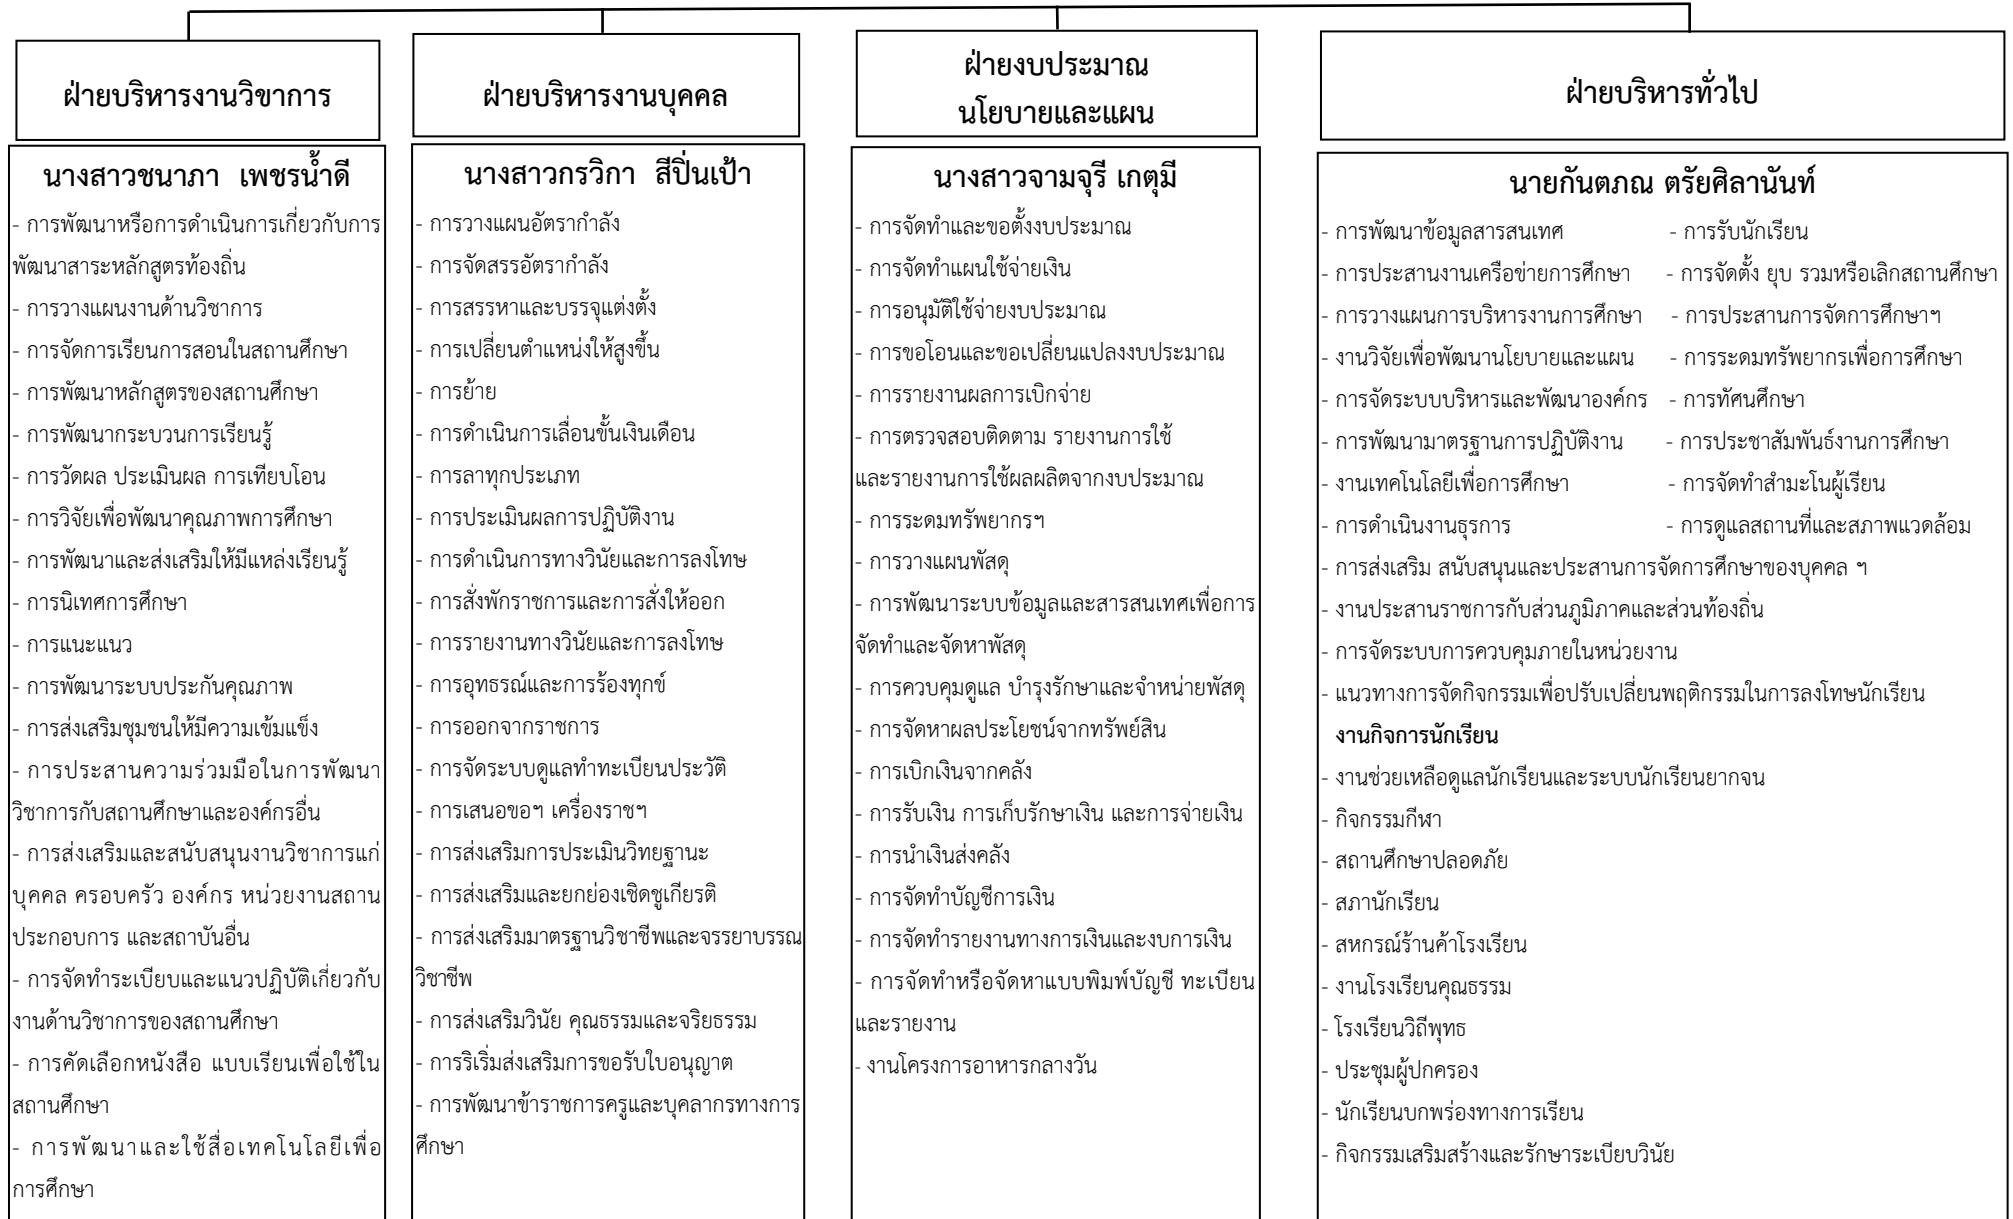 ฝ่ายบริหารงานวิขาการ
นางสาวชนาภา เพชรน้ำดี
- การพัฒนาหรือการดำเนินการเกี่ยวกับการ
พัฒนาสาระหลักสูตรท้องถิ่น
- การวางแผนงานด้านวิชาการ
- การจัดการเรียนการสอนในสถานศึกษา
- การพัฒนาหลักสูตรของสถานศึกษา
- การพัฒนากระบวนการเรียนรู้
- การวัดผล ประเมินผล การเทียบโอน
- การวิจัยเพื่อพัฒนาคุณภาพการศึกษา
- การพัฒนาและส่งเสริมให้มีแหล่งเรียนรู้
- การนิเทศการศึกษา
- การแนะแนว
- การพัฒนาระบบประกันคุณภาพ
- การส่งเสริมชุมชนให้มีความเข้มแข็ง
- การประสานความร่วมมือในการพัฒนา
วิชาการกับสถานศึกษาและองค์กรอื่น
- การส่งเสริมและสนับสนุนงานวิชาการแก่
บุคคล ครอบครัว องค์กร หน่วยงานสถาน
ประกอบการ และสถาบันอื่น
- การจัดทำระเบียบและแนวปฏิบัติเกี่ยวกับ
งานด้านวิชาการของสถานศึกษา
- การคัดเลือกหนังสือ แบบเรียนเพื่อใช้ใน
สถานศึกษา
- การพัฒนาและใช้สื่อเทคโนโลยีเพื่อ
การศึกษา
ฝ่ายบริหารงานบุคคล
นางสาวกรวิกา สีปิ่นเป้า
- การวางแผนอัตรากำลัง
- การจัดสรรอัตรากำลัง
- การสรรหาและบรรจุแต่งตั้ง
- การเปลี่ยนตำแหน่งให้สูงขึ้น
- การย้าย
- การดำเนินการเลื่อนขั้นเงินเดือน
- การลาทุกประเภท
- การประเมินผลการปฏิบัติงาน
- การดำเนินการทางวินัยและการลงโทษ
- การสั่งพักราชการและการสั่งให้ออก
- การรายงานทางวินัยและการลงโทษ
- การอุทธรณ์และการร้องทุกข์
- การออกจากราชการ
- การจัดระบบดูแลทำทะเบียนประวัติ
- การเสนอขอฯ เครื่องราชฯ
- การส่งเสริมการประเมินวิทยฐานะ
- การส่งเสริมและยกย่องเชิดชูเกียรติ
- การส่งเสริมมาตรฐานวิชาชีพและจรรยาบรรณ
วิชาชีพ
- การส่งเสริมวินัย คุณธรรมและจริยธรรม
- การริเริ่มส่งเสริมการขอรับใบอนุญาต
- การพัฒนาข้าราชการครูและบุคลากรทางการ
ศึกษา
ฝ่ายงบประมาณ
นโยบายและแผน
นางสาวจามจุรี เกตุมี
- การจัดทำและขอตั้งงบประมาณ
- การจัดทำแผนใช้จ่ายเงิน
- การอนุมัติใช้จ่ายงบประมาณ
- การขอโอนและขอเปลี่ยนแปลงงบประมาณ
- การรายงานผลการเบิกจ่าย
- การตรวจสอบติดตาม รายงานการใช้
และรายงานการใช้ผลผลิตจากงบประมาณ
- การระดมทรัพยากรฯ
- การวางแผนพัสดุ
- การพัฒนาระบบข้อมูลและสารสนเทศเพื่อการ
จัดทำและจัดหาพัสดุ
- การควบคุมดูแล บำรุงรักษาและจำหน่ายพัสดุ
- การจัดหาผลประโยชน์จากทรัพย์สิน
- การเบิกเงินจากคลัง
- การรับเงิน การเก็บรักษาเงิน และการจ่ายเงิน
- การนำเงินส่งคลัง
- การจัดทำบัญชีการเงิน
- การจัดทำรายงานทางการเงินและงบการเงิน
- การจัดทำหรือจัดหาแบบพิมพ์บัญชี ทะเบียน
และรายงาน
- งานโครงการอาหารกลางวัน
ฝ่ายบริหารทั่วไป
นายกันตภณ ตรัยศิลานันท์
- การพัฒนาข้อมูลสารสนเทศ - การรับนักเรียน
- การประสานงานเครือข่ายการศึกษา - การจัดตั้ง ยุบ รวมหรือเลิกสถานศึกษา
- การวางแผนการบริหารงานการศึกษา - การประสานการจัดการศึกษาฯ
- งานวิจัยเพื่อพัฒนานโยบายและแผน - การระดมทรัพยากรเพื่อการศึกษา
- การจัดระบบบริหารและพัฒนาองค์กร - การทัศนศึกษา
- การพัฒนามาตรฐานการปฏิบัติงาน - การประชาสัมพันธ์งานการศึกษา
- งานเทคโนโลยีเพื่อการศึกษา - การจัดทำสำมะโนผู้เรียน
- การดำเนินงานธุรการ - การดูแลสถานที่และสภาพแวดล้อม
- การส่งเสริม สนับสนุนและประสานการจัดการศึกษาของบุคคล ฯ
- งานประสานราชการกับส่วนภูมิภาคและส่วนท้องถิ่น
- การจัดระบบการควบคุมภายในหน่วยงาน
- แนวทางการจัดกิจกรรมเพื่อปรับเปลี่ยนพฤติกรรมในการลงโทษนักเรียน
งานกิจการนักเรียน
- งานช่วยเหลือดูแลนักเรียนและระบบนักเรียนยากจน
- กิจกรรมกีฬา
- สถานศึกษาปลอดภัย
- สภานักเรียน
- สหกรณ์ร้านค้าโรงเรียน
- งานโรงเรียนคุณธรรม
- โรงเรียนวิถีพุทธ
- ประชุมผู้ปกครอง
- นักเรียนบกพร่องทางการเรียน
- กิจกรรมเสริมสร้างและรักษาระเบียบวินัย